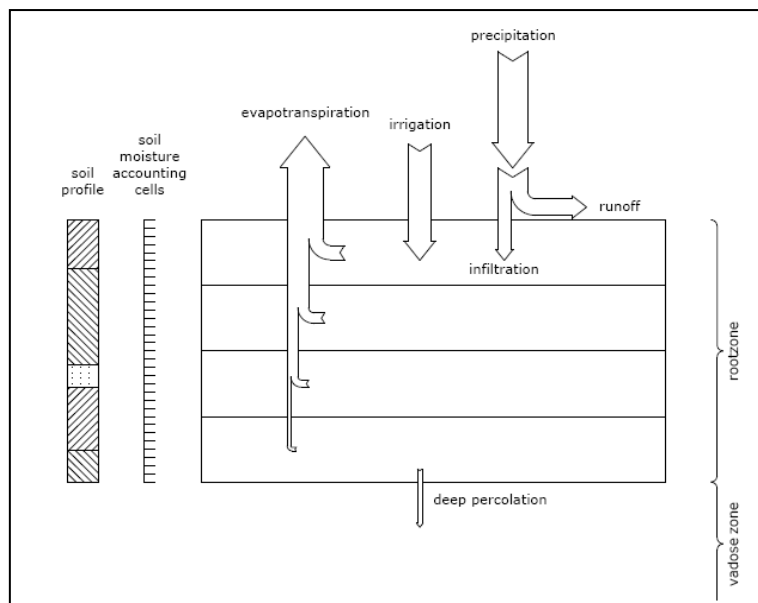 precipitation
evapotranspiration
irrigation
soil
moisture
accounting
cells
soil
profile
runoff
infiltration
rootzone
deep percolation
vadose zone